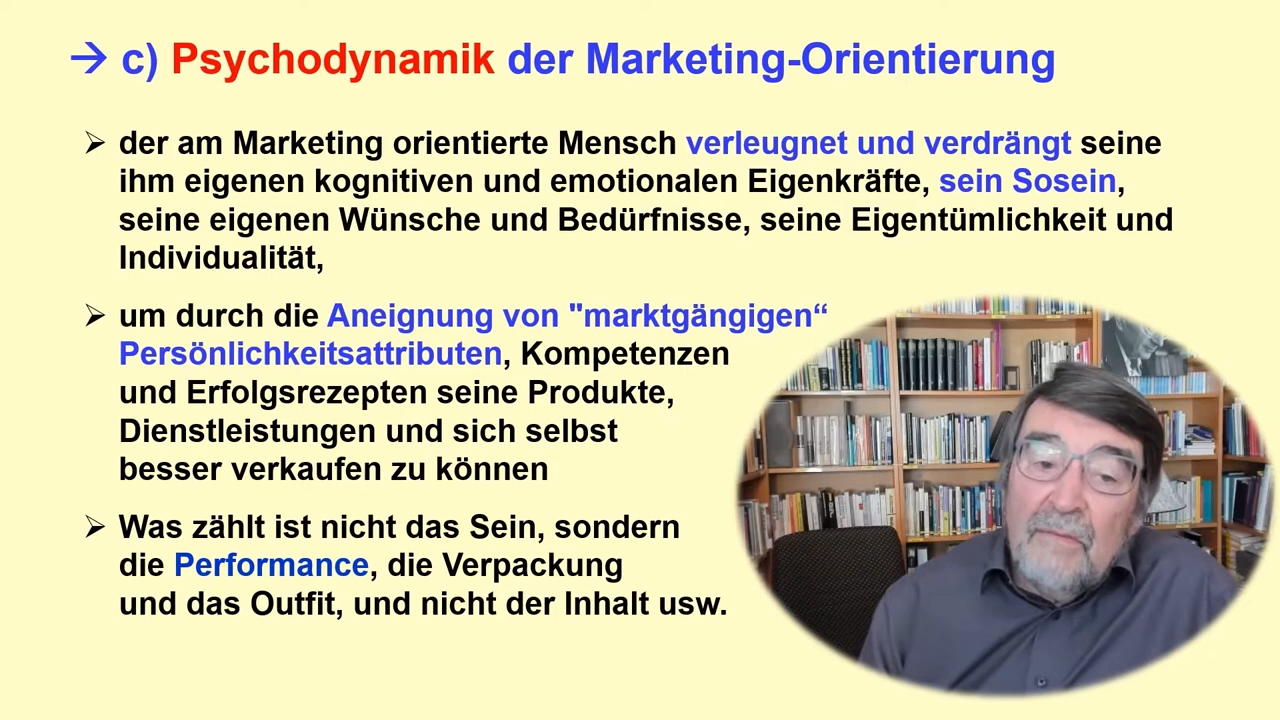 → c) Psychodynamik der Marketing-Orientierung
➢ der am Marketing orientierte Mensch verleugnet und verdrängt seine
ihm eigenen kognitiven und emotionalen Eigenkräfte, sein Sosein,
seine eigenen Wünsche und Bedürfnisse, seine Eigentümlichkeit und
Individualität,
➢ um durch die Aneignung von "marktgängigen“
Persönlichkeitsattributen, Kompetenzen
und Erfolgsrezepten seine Produkte,
Dienstleistungen und sich selbst
besser verkaufen zu können
➢ Was zählt ist nicht das Sein, sondern
die Performance, die Verpackung
und das Outfit, und nicht der Inhalt usw.